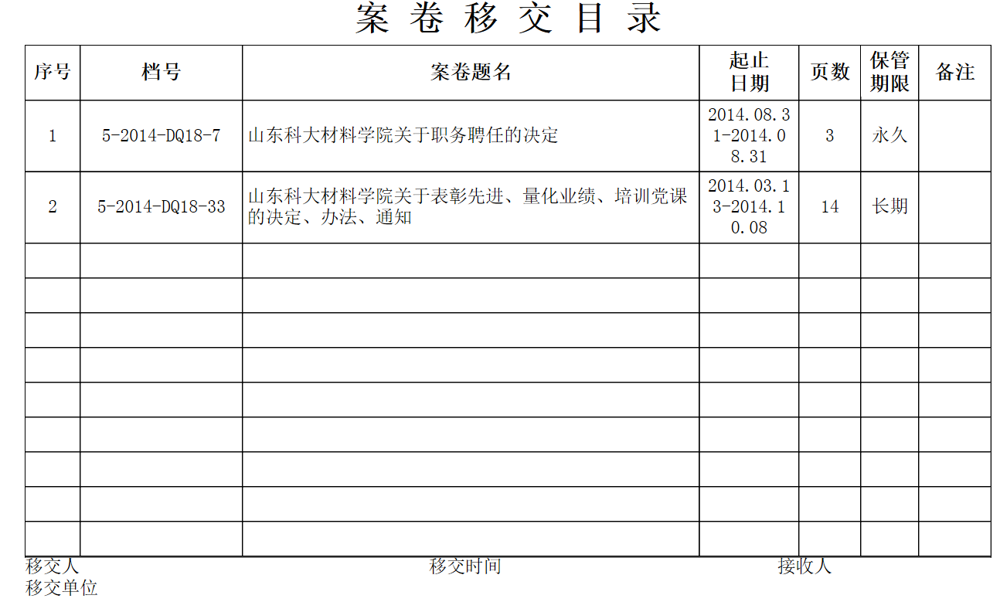 案 卷 移 交 目 录
序号 档号 案卷题名 起止日期 页数 保管期限 备注
1 5-2014-DQ18-7 山东科大材料学院关于职务聘任的决定 2014.08.31-2014.08.31 3 永久
2 5-2014-DQ18-33 山东科大材料学院关于表彰先进、量化业绩、培训党课的决定、办法、通知 2014.03.13-2014.10.08 14 长期
移交人 移交时间 接收人
移交单位